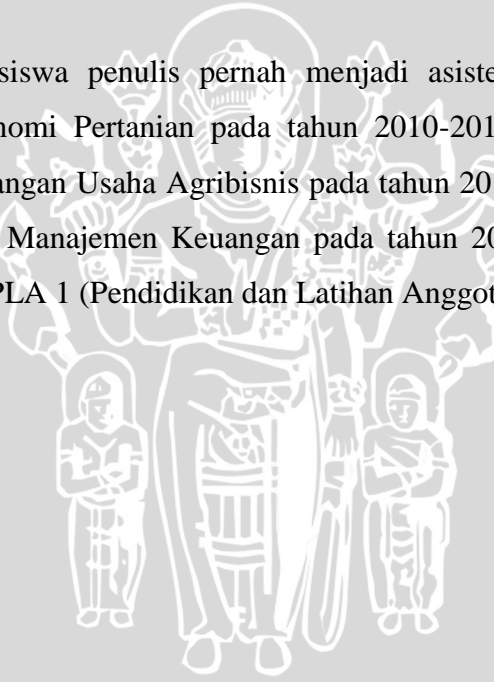 siswa penulis pernah menjadi asiste
nomi Pertanian pada tahun 2010-201
angan Usaha Agribisnis pada tahun 20
Manajemen Keuangan pada tahun 20
PLA 1 (Pendidikan dan Latihan Anggot